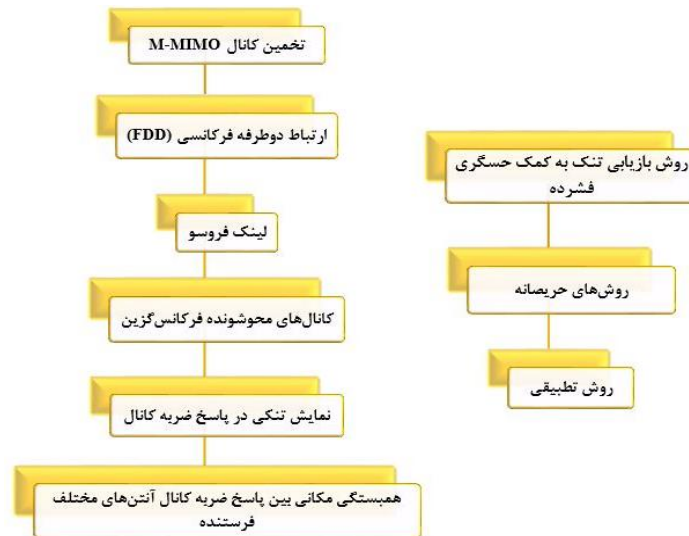 تخمین کانال M-MIMO
ارتباط دوطرفه فرکانسی (FDD)
لینک فروسو
کانال‌های محوشونده فرکانس‌گزین
نمایش تنکی در پاسخ ضربه کانال
همبستگی مکانی بین پاسخ ضربه کانال آنتن‌های مختلف
فرستنده
روش بازیابی تنک به کمک حسگری
فشرده
روش‌های حریصانه
روش تطبیقی